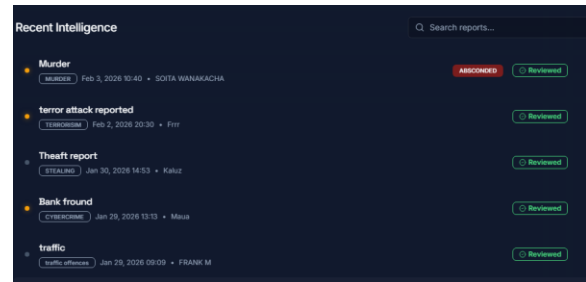 Recent Intelligence
Search reports...
Murder
ABSCONDED
Reviewed
MURDER Feb 3, 2026 10:40 • SOITA WANAKACHA
terror attack reported
Reviewed
TERRORISIM Feb 2, 2026 20:30 • Frrr
Theaft report
Reviewed
STEALING Jan 30, 2026 14:53 • Kaluz
Bank fround
Reviewed
CYBERCRIME Jan 29, 2026 13:13 • Maua
traffic
Reviewed
traffic offences Jan 29, 2026 09:09 • FRANK M